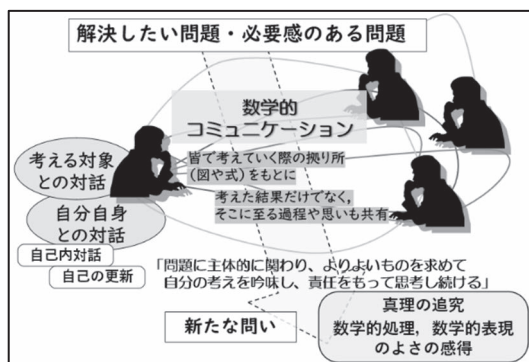 解決したい問題・必要感のある問題
数学的
コミュニケーション
考える対象
との対話
皆で考えていく際の拠り所
(図や式)をもとに
考えた結果だけでなく,
そこに至る過程や思いも共有
自分自身
との対話
自己内対話
自己の更新
「問題に主体的に関わり、よりよいものを求めて
自分の考えを吟味し、責任をもって思考し続ける」
新たな問い
真理の追究
数学的処理,数学的表現
のよさの感得